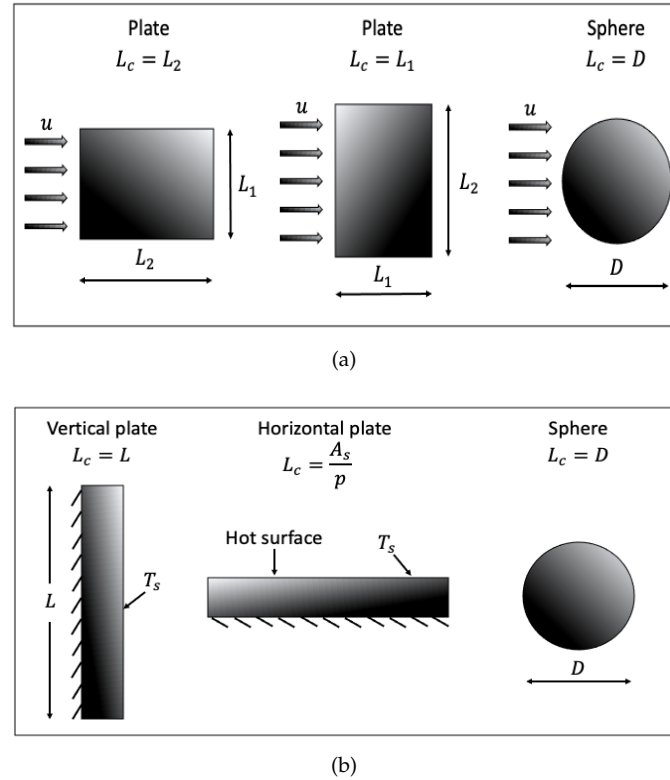 Plate Plate Sphere
L_c = L_2 L_c = L_1 L_c = D
u u u
L_1 L_2
L_2 L_1 D
(a)
Vertical plate Horizontal plate Sphere
L_c = L L_c = A_s/p L_c = D
Hot surface T_s
L T_s
D
(b)